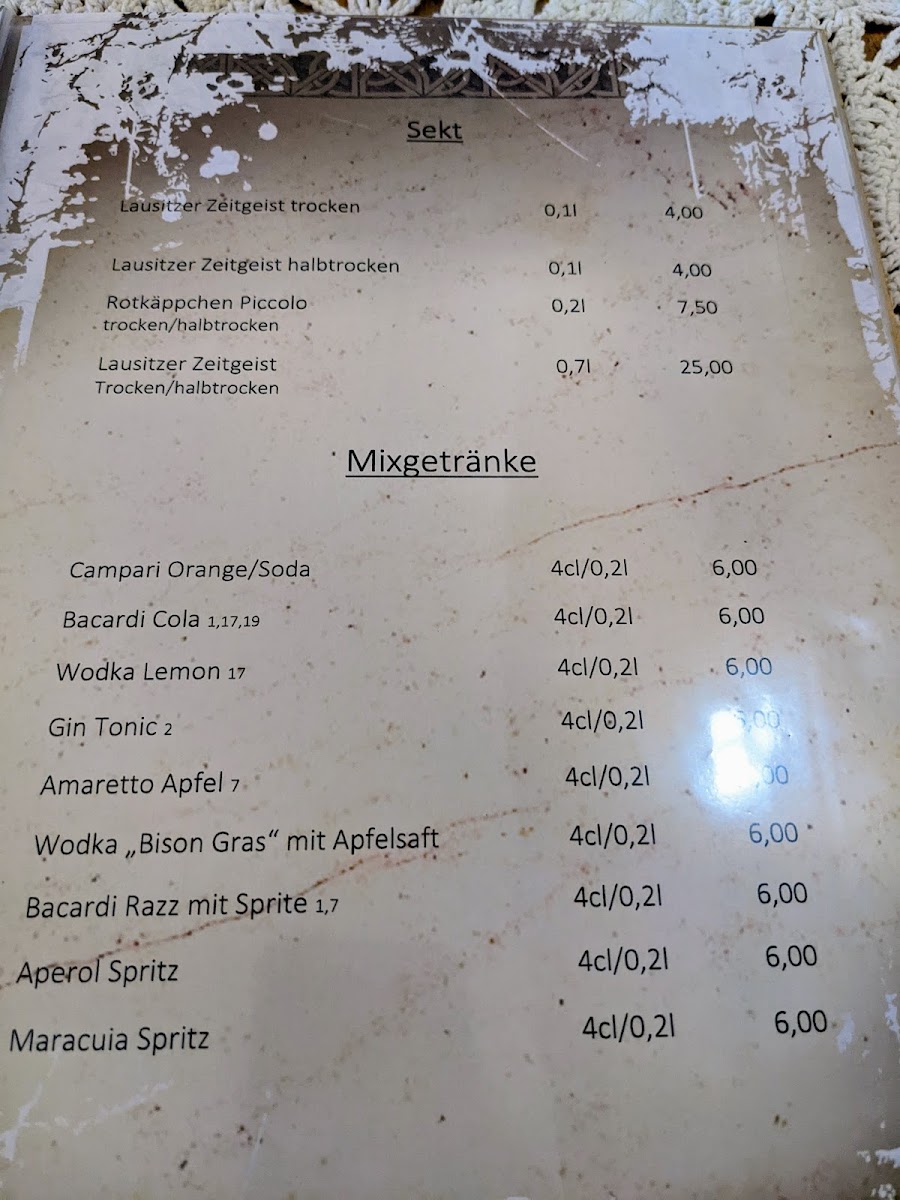 Sekt
Lausitzer Zeitgeist trocken 0,1l 4,00
Lausitzer Zeitgeist halbtrocken 0,1l 4,00
Rotkäppchen Piccolo 0,2l 7,50
trocken/halbtrocken
Lausitzer Zeitgeist 0,7l 25,00
Trocken/halbtrocken
Mixgetränke
Campari Orange/Soda 4cl/0,2l 6,00
Bacardi Cola 1,17,19 4cl/0,2l 6,00
Wodka Lemon 17 4cl/0,2l 6,00
Gin Tonic 2 4cl/0,2l 6,00
Amaretto Apfel 7 4cl/0,2l
Wodka „Bison Gras“ mit Apfelsaft 4cl/0,2l 6,00
Bacardi Razz mit Sprite 1,7 4cl/0,2l 6,00
Aperol Spritz 4cl/0,2l 6,00
Maracuia Spritz 4cl/0,2l 6,00